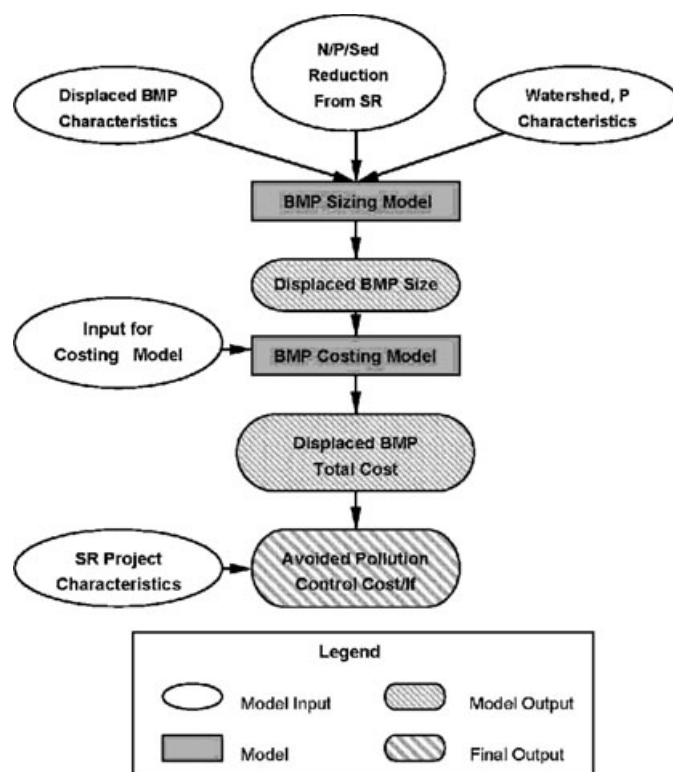 N/P/Sed
Reduction
From SR
Displaced BMP
Characteristics
Watershed, P
Characteristics
BMP Sizing Model
Displaced BMP Size
Input for
Costing Model
BMP Costing Model
Displaced BMP
Total Cost
SR Project
Characteristics
Avoided Pollution
Control Cost/lf
Legend
Model Input
Model Output
Model
Final Output